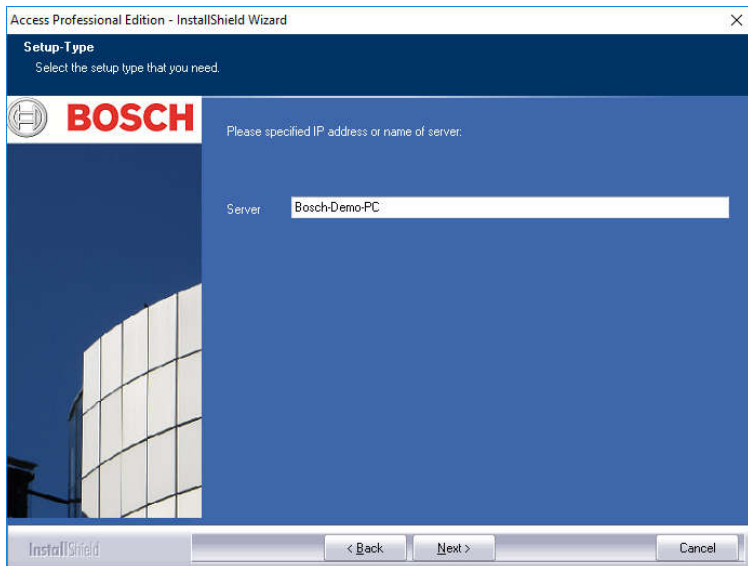 Access Professional Edition - InstallShield Wizard
Setup-Type
Select the setup type that you need.
BOSCH
Please specified IP address or name of server:
Server
Bosch-Demo-PC
InstallShield
< Back
Next >
Cancel